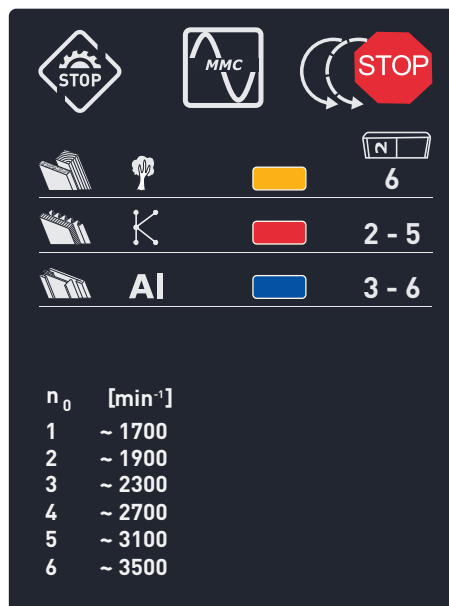 STOP
MMC
STOP
2
6
2 - 5
Al 3 - 6
n0 [min-1]
1 ~ 1700
2 ~ 1900
3 ~ 2300
4 ~ 2700
5 ~ 3100
6 ~ 3500